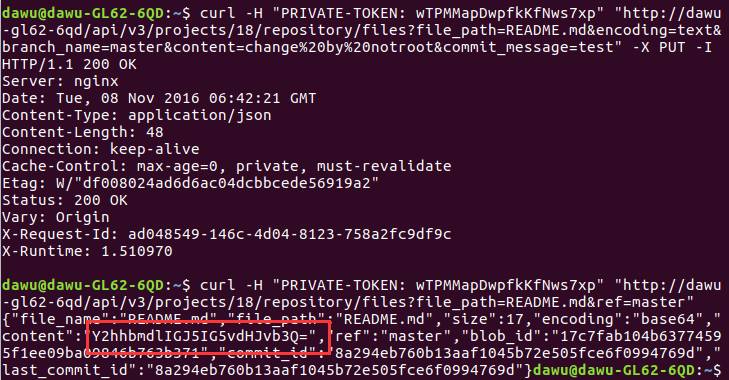 dawu@dawu-GL62-6QD:~$ curl -H "PRIVATE-TOKEN: wTPMMapDwpfkKfNws7xp" "http://dawu
-gl62-6qd/api/v3/projects/18/repository/files?file_path=README.md&encoding=text&
branch_name=master&content=change%20by%20notroot&commit_message=test" -X PUT -I
HTTP/1.1 200 OK
Server: nginx
Date: Tue, 08 Nov 2016 06:42:21 GMT
Content-Type: application/json
Content-Length: 48
Connection: keep-alive
Cache-Control: max-age=0, private, must-revalidate
Etag: W/"df008024ad6d6ac04dcbbcede56919a2"
Status: 200 OK
Vary: Origin
X-Request-Id: ad048549-146c-4d04-8123-758a2fc9df9c
X-Runtime: 1.510970
dawu@dawu-GL62-6QD:~$ curl -H "PRIVATE-TOKEN: wTPMMapDwpfkKfNws7xp" "http://dawu
-gl62-6qd/api/v3/projects/18/repository/files?file_path=README.md&ref=master"
{"file_name":"README.md","file_path":"README.md","size":17,"encoding":"base64","
content":"Y2hhbmdlIGJ5IG5vdHJvb3Q=","ref":"master","blob_id":"17c7fab104b6377459
5f1ee09ba09846b763b371","commit_id":"8a294eb760b13aaf1045b72e505fce6f0994769d","
last_commit_id":"8a294eb760b13aaf1045b72e505fce6f0994769d"}dawu@dawu-GL62-6QD:~$